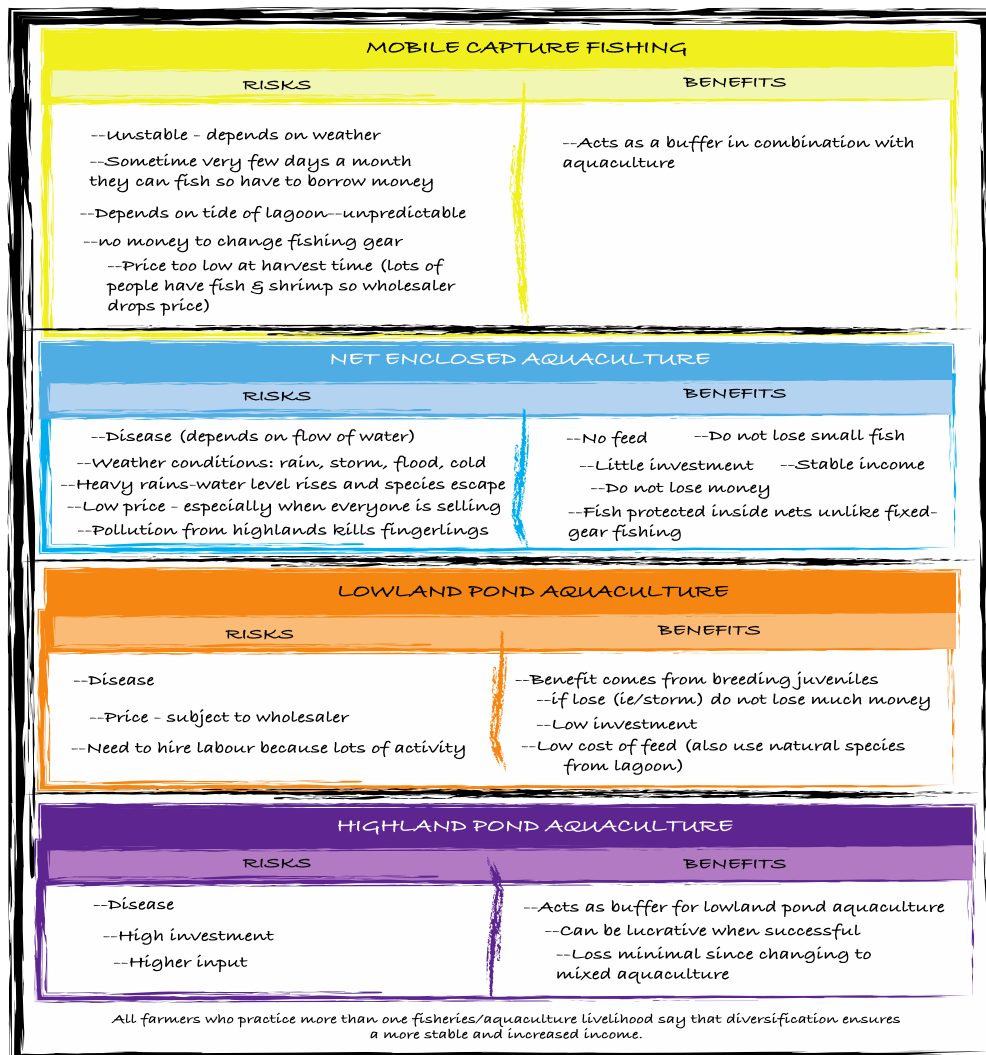 MOBILE CAPTURE FISHING
RISKS
BENEFITS
--Unstable - depends on weather
--Sometime very few days a month
they can fish so have to borrow money
--Depends on tide of lagoon--unpredictable
--no money to change fishing gear
--Price too low at harvest time (lots of
people have fish & shrimp so wholesaler
drops price)
--Acts as a buffer in combination with
aquaculture
NET ENCLOSED AQUACULTURE
RISKS
BENEFITS
--Disease (depends on flow of water)
--Weather conditions: rain, storm, flood, cold
--Heavy rains-water level rises and species escape
--Low price - especially when everyone is selling
--Pollution from highlands kills fingerlings
--No feed
--Do not lose small fish
--Little investment
--Stable income
--Do not lose money
--Fish protected inside nets unlike fixed-
gear fishing
LOWLAND POND AQUACULTURE
RISKS
BENEFITS
--Disease
--Price - subject to wholesaler
--Need to hire labour because lots of activity
--Benefit comes from breeding juveniles
--if lose (ie/storm) do not lose much money
--Low investment
--Low cost of feed (also use natural species
from lagoon)
HIGHLAND POND AQUACULTURE
RISKS
BENEFITS
--Disease
--High investment
--Higher input
--Acts as buffer for lowland pond aquaculture
--Can be lucrative when successful
--Loss minimal since changing to
mixed aquaculture
All farmers who practice more than one fisheries/aquaculture livelihood say that diversification ensures
a more stable and increased income.